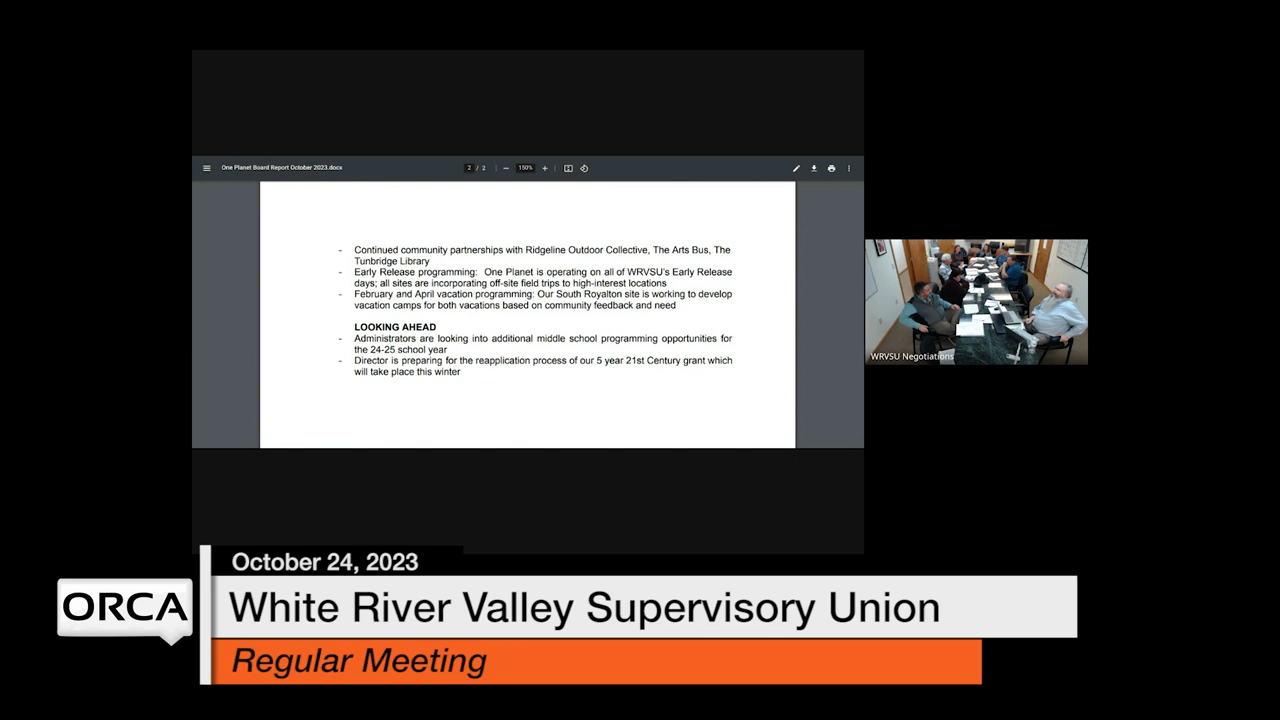 One Planet Board Report October 2023.docx
2 / 2
150%
- Continued community partnerships with Ridgeline Outdoor Collective, The Arts Bus, The
Tunbridge Library
- Early Release programming: One Planet is operating on all of WRVSU's Early Release
days; all sites are incorporating off-site field trips to high-interest locations
- February and April vacation programming: Our South Royalton site is working to develop
vacation camps for both vacations based on community feedback and need
LOOKING AHEAD
- Administrators are looking into additional middle school programming opportunities for
the 24-25 school year
- Director is preparing for the reapplication process of our 5 year 21st Century grant which
will take place this winter
WRVSU Negotiations
October 24, 2023
ORCA
White River Valley Supervisory Union
Regular Meeting